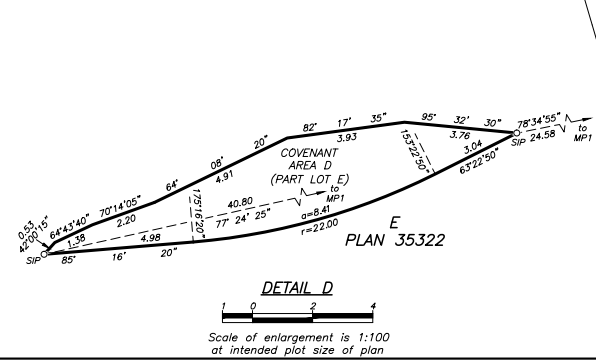 82' 17' 35"
3.93
95° 32' 30"
3.76
78°34'55"
to
MP1
24.58
SIP
153°22'50"
3.04
63°22'50"
64° 08' 20"
4.91
COVENANT
AREA D
(PART LOT E)
to
MP1
40.80
77° 24' 25"
175°16'20"
70°14'05"
2.20
64°43'40"
1.38
0.53
42°00'15"
SIP
4.98
85° 16' 20"
a=8.41
r=22.00
E
PLAN 35322
DETAIL D
1 0 2 4
Scale of enlargement is 1:100
at intended plot size of plan